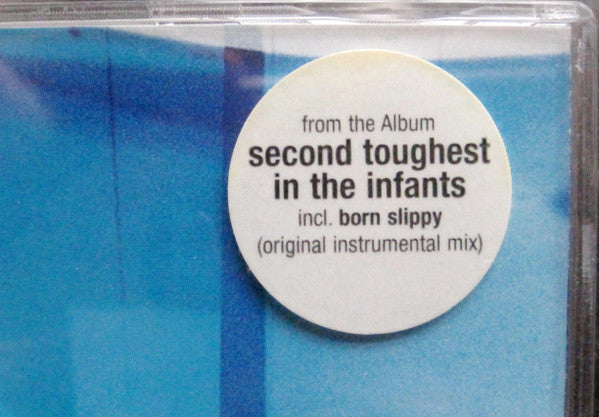 from the Album
second toughest
in the infants
incl. born slippy
(original instrumental mix)